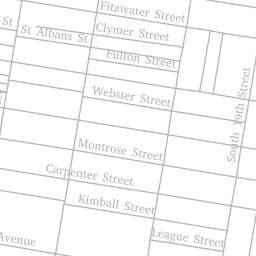 Fitzwater Street
St
Clymer Street
St Albans St
Fulton Street
South 19th Street
Webster Street
Montrose Street
Carpenter Street
Kimball Street
League Street
Avenue